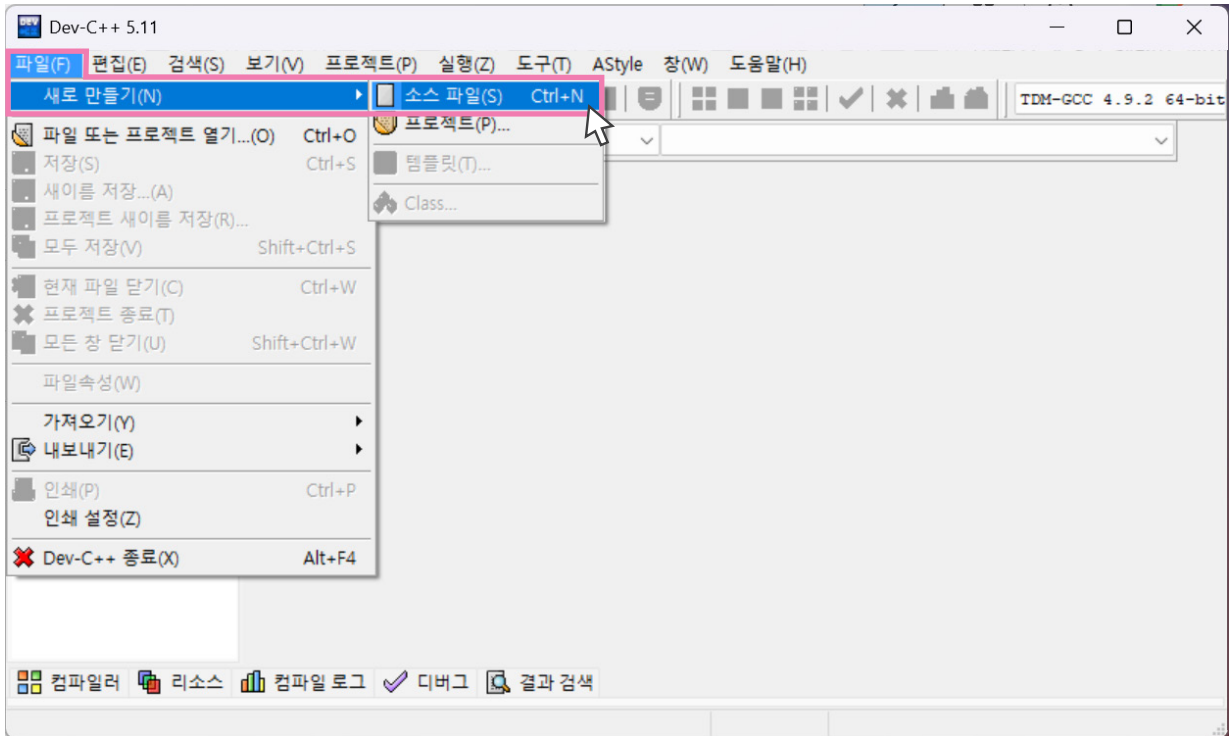 Dev-C++ 5.11
파일(F) 편집(E) 검색(S) 보기(V) 프로젝트(P) 실행(Z) 도구(T) AStyle 창(W) 도움말(H)
새로 만들기(N)
소스 파일(S) Ctrl+N
TDM-GCC 4.9.2 64-bit
프로젝트(P)...
템플릿(T)...
Class...
파일 또는 프로젝트 열기...(O) Ctrl+O
저장(S) Ctrl+S
새이름 저장...(A)
프로젝트 새이름 저장(R)...
모두 저장(V) Shift+Ctrl+S
현재 파일 닫기(C) Ctrl+W
프로젝트 종료(T)
모든 창 닫기(U) Shift+Ctrl+W
파일속성(W)
가져오기(Y)
내보내기(E)
인쇄(P) Ctrl+P
인쇄 설정(Z)
Dev-C++ 종료(X) Alt+F4
컴파일러 리소스 컴파일 로그 디버그 결과 검색